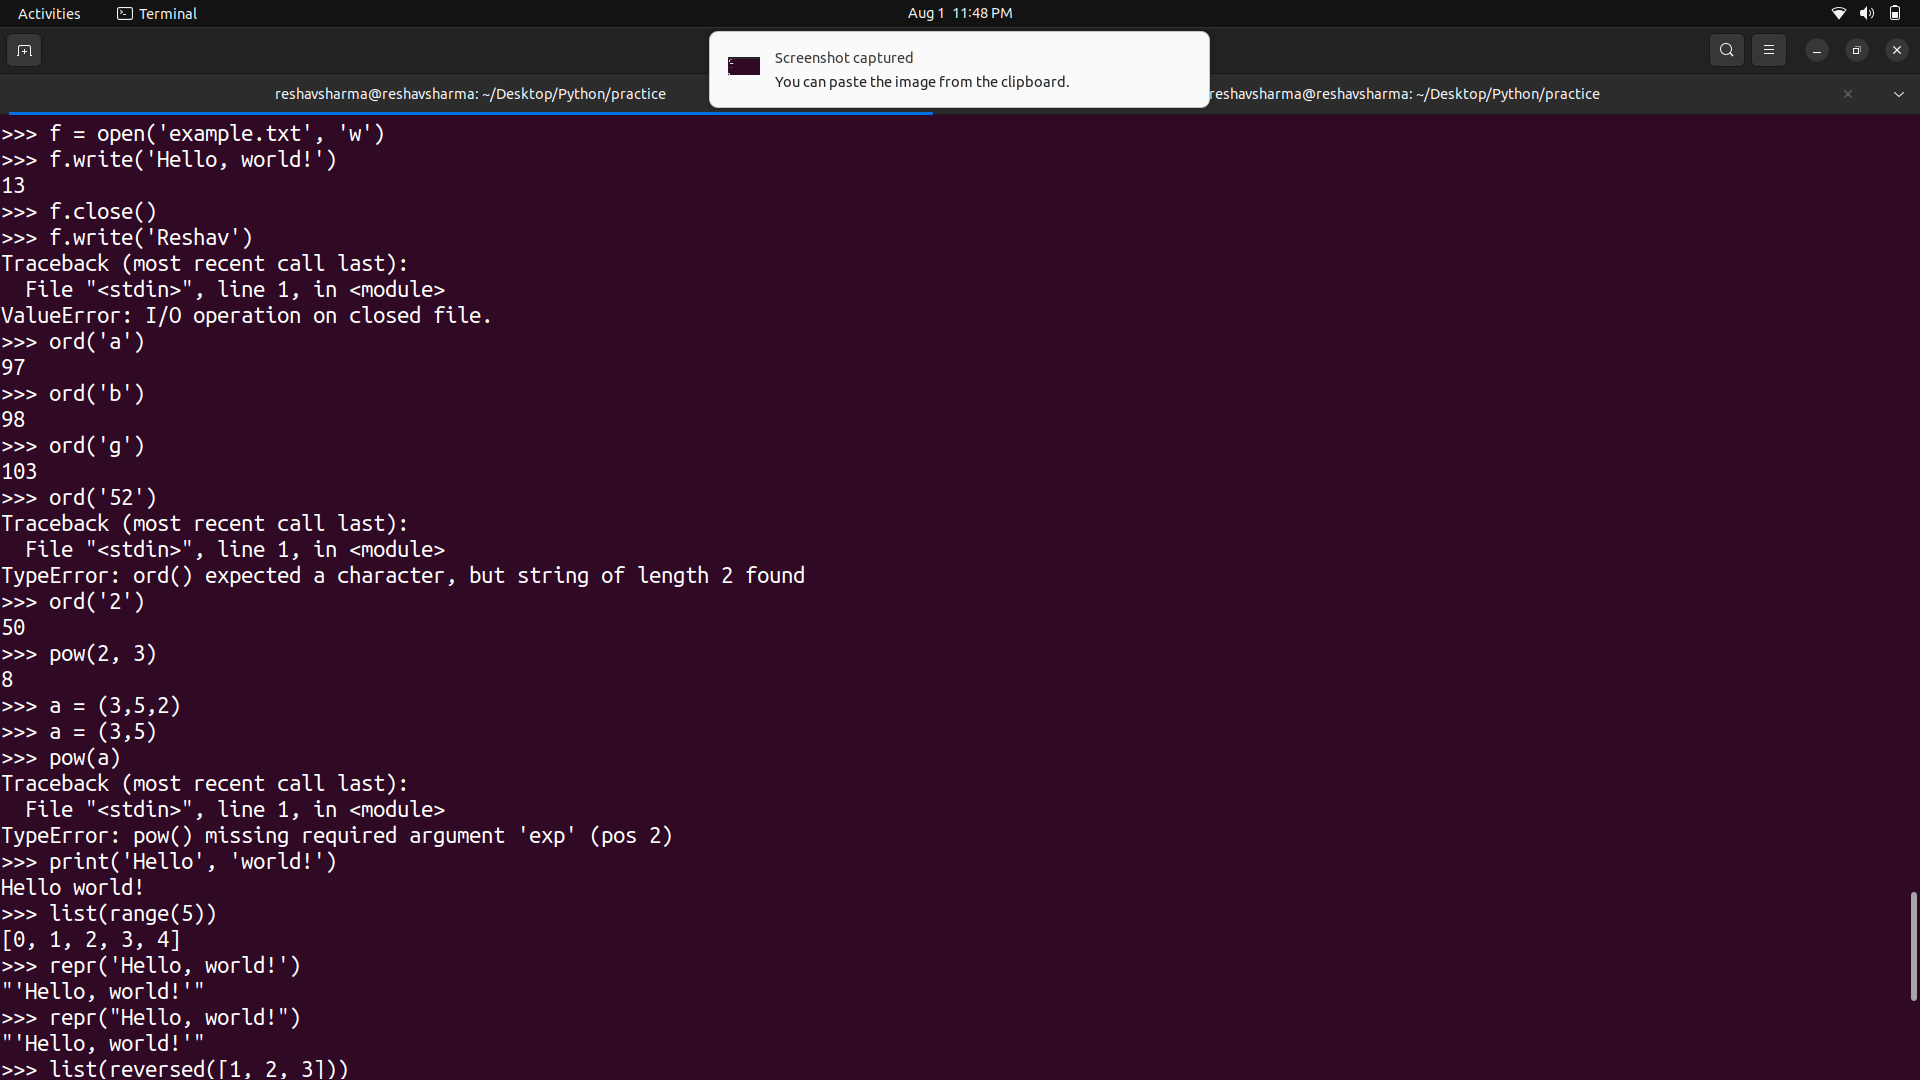 Activities Terminal Aug 1 11:48 PM
Screenshot captured
You can paste the image from the clipboard.
reshavsharma@reshavsharma: ~/Desktop/Python/practice reshavsharma@reshavsharma: ~/Desktop/Python/practice
>>> f = open('example.txt', 'w')
>>> f.write('Hello, world!')
13
>>> f.close()
>>> f.write('Reshav')
Traceback (most recent call last):
  File "<stdin>", line 1, in <module>
ValueError: I/O operation on closed file.
>>> ord('a')
97
>>> ord('b')
98
>>> ord('g')
103
>>> ord('52')
Traceback (most recent call last):
  File "<stdin>", line 1, in <module>
TypeError: ord() expected a character, but string of length 2 found
>>> ord('2')
50
>>> pow(2, 3)
8
>>> a = (3,5,2)
>>> a = (3,5)
>>> pow(a)
Traceback (most recent call last):
  File "<stdin>", line 1, in <module>
TypeError: pow() missing required argument 'exp' (pos 2)
>>> print('Hello', 'world!')
Hello world!
>>> list(range(5))
[0, 1, 2, 3, 4]
>>> repr('Hello, world!')
"'Hello, world!'"
>>> repr("Hello, world!")
"'Hello, world!'"
>>> list(reversed([1, 2, 3]))